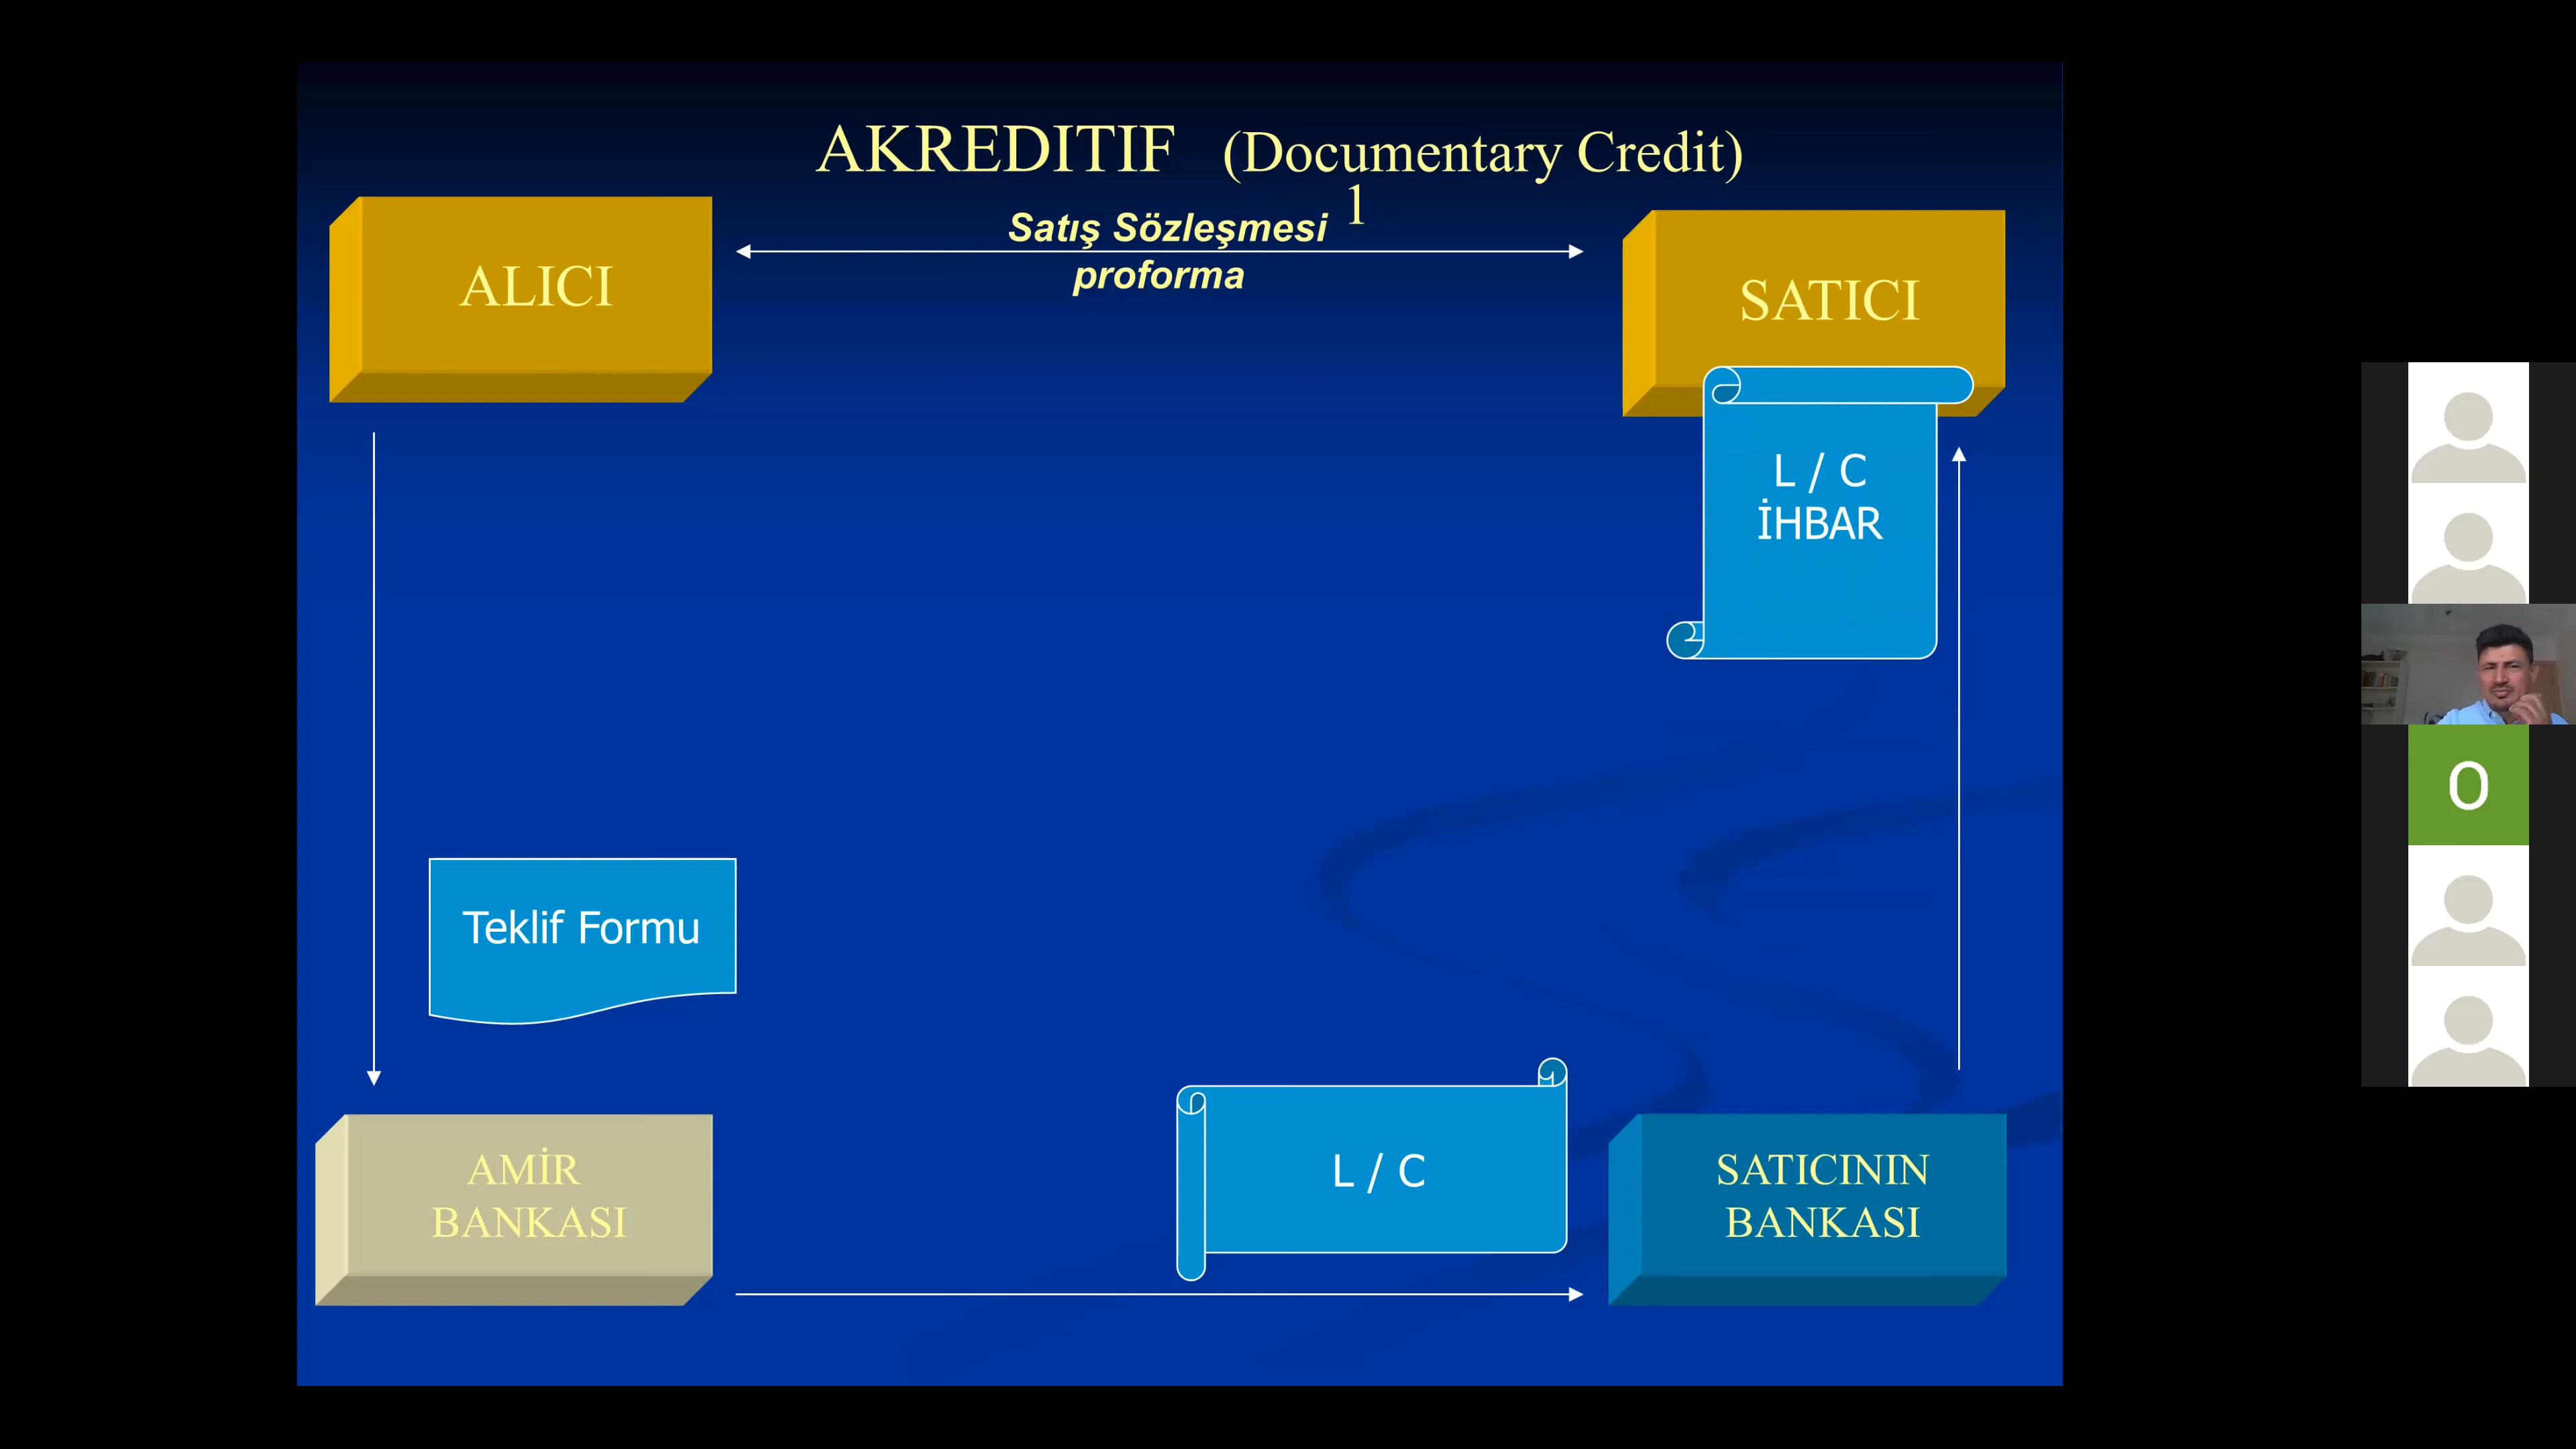 AKREDITIF (Documentary Credit)
1
Satış Sözleşmesi
proforma
ALICI
SATICI
L / C
İHBAR
Teklif Formu
AMİR
BANKASI
L / C
SATICININ
BANKASI
O